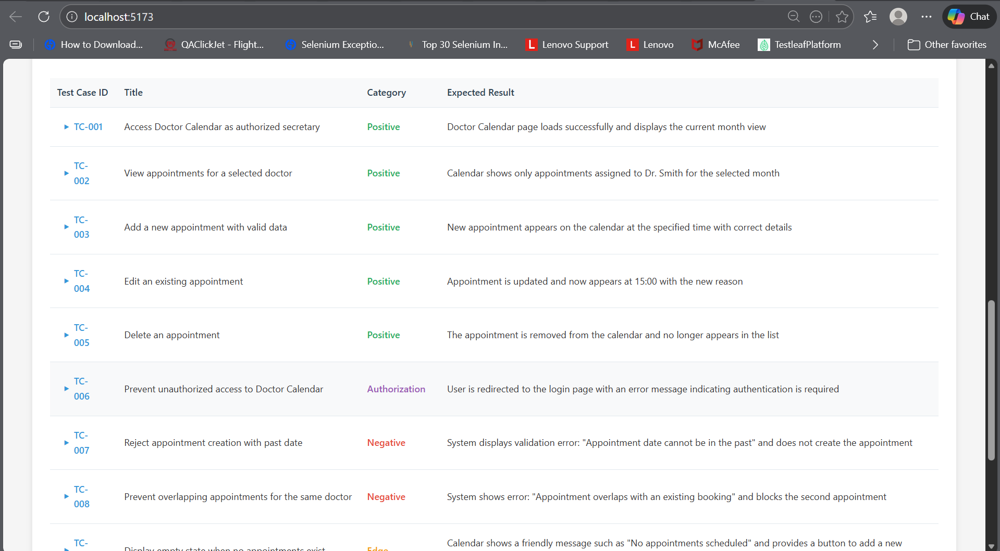 localhost:5173
Chat
How to Download...
QAClickJet - Flight...
Selenium Exceptio...
Top 30 Selenium In...
Lenovo Support
Lenovo
McAfee
TestleafPlatform
Other favorites
Test Case ID Title Category Expected Result
TC-001 Access Doctor Calendar as authorized secretary Positive Doctor Calendar page loads successfully and displays the current month view
TC-
002 View appointments for a selected doctor Positive Calendar shows only appointments assigned to Dr. Smith for the selected month
TC-
003 Add a new appointment with valid data Positive New appointment appears on the calendar at the specified time with correct details
TC-
004 Edit an existing appointment Positive Appointment is updated and now appears at 15:00 with the new reason
TC-
005 Delete an appointment Positive The appointment is removed from the calendar and no longer appears in the list
TC-
006 Prevent unauthorized access to Doctor Calendar Authorization User is redirected to the login page with an error message indicating authentication is required
TC-
007 Reject appointment creation with past date Negative System displays validation error: "Appointment date cannot be in the past" and does not create the appointment
TC-
008 Prevent overlapping appointments for the same doctor Negative System shows error: "Appointment overlaps with an existing booking" and blocks the second appointment
TC- Calendar shows a friendly message such as "No appointments scheduled" and provides a button to add a new
Display empty state when no appointments exist Edge